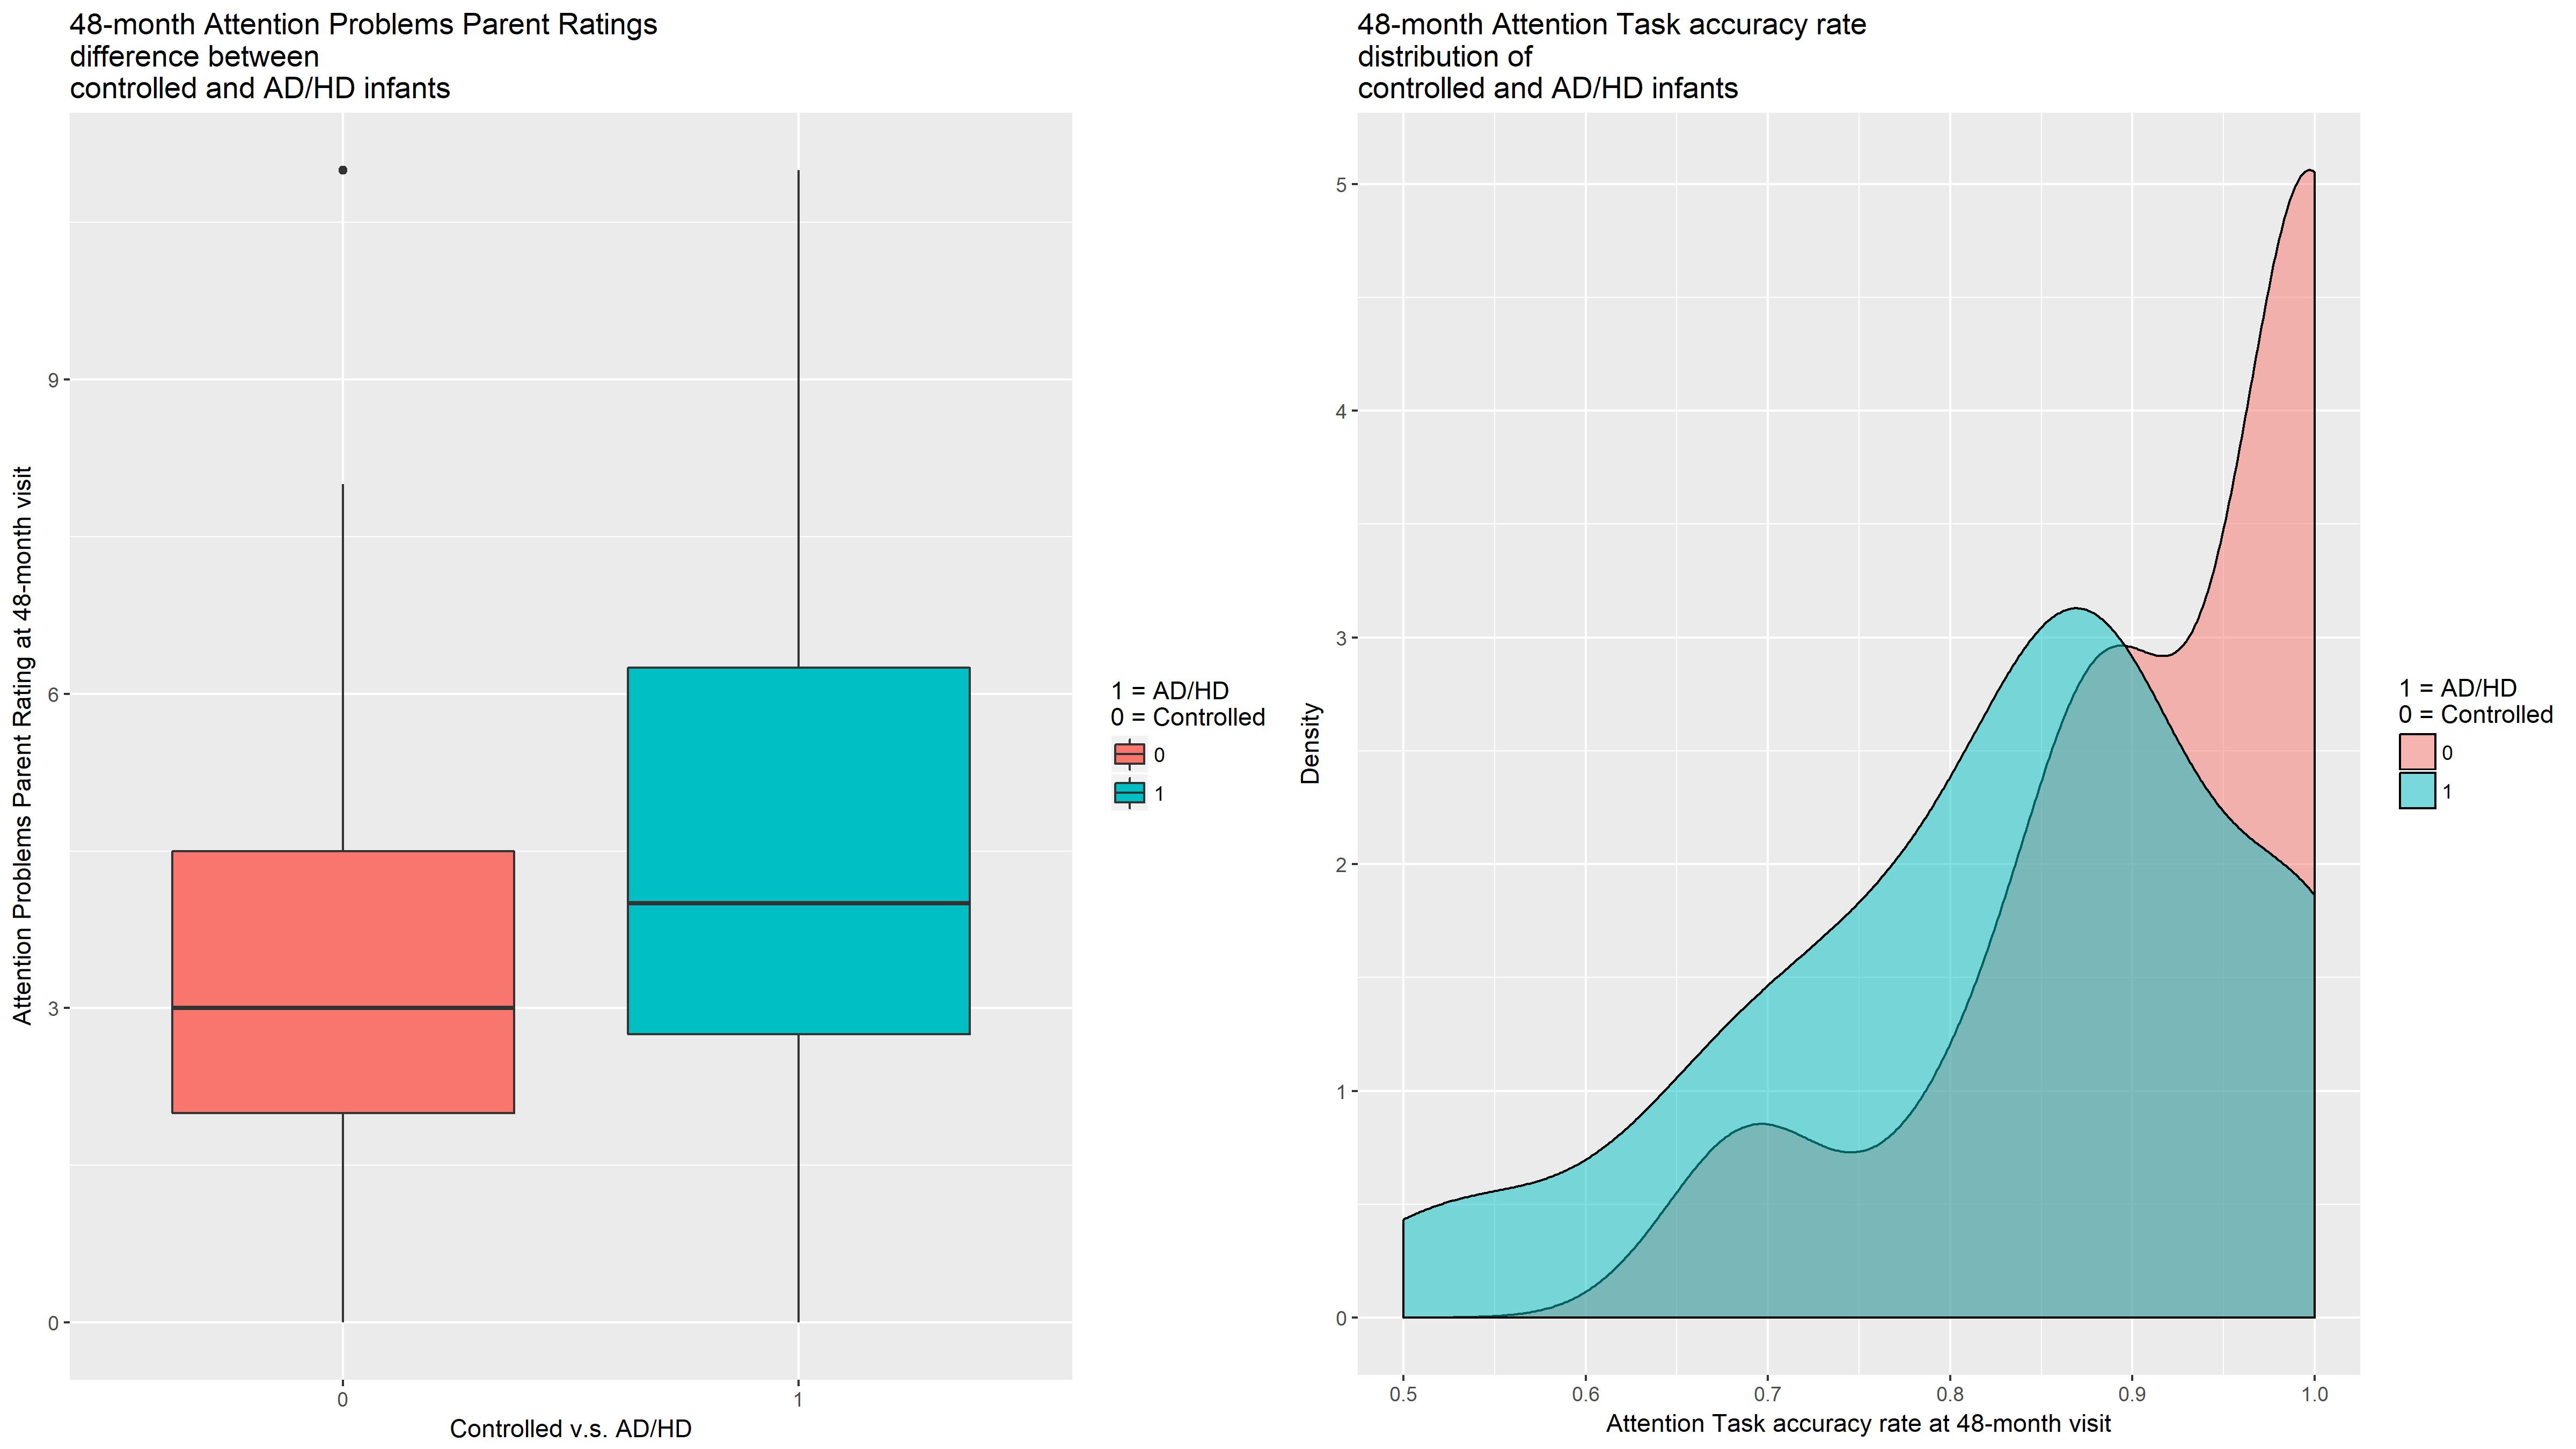 48-month Attention Problems Parent Ratings
difference between
controlled and AD/HD infants
Attention Problems Parent Rating at 48-month visit
9
6
3
0
0
1
Controlled v.s. AD/HD
1 = AD/HD
0 = Controlled
0
1
48-month Attention Task accuracy rate
distribution of
controlled and AD/HD infants
Density
5
4
3
2
1
0
0.5
0.6
0.7
0.8
0.9
1.0
Attention Task accuracy rate at 48-month visit
1 = AD/HD
0 = Controlled
0
1